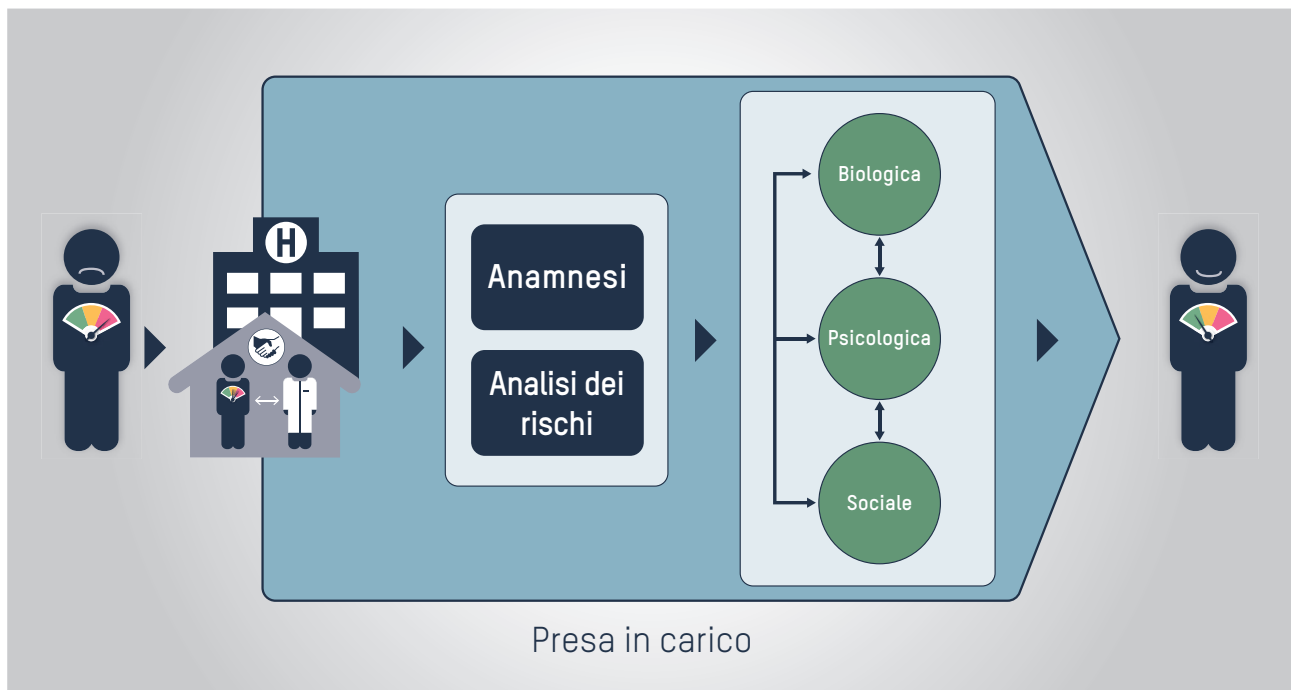 H
Anamnesi
Analisi dei
rischi
Biologica
Psicologica
Sociale
Presa in carico